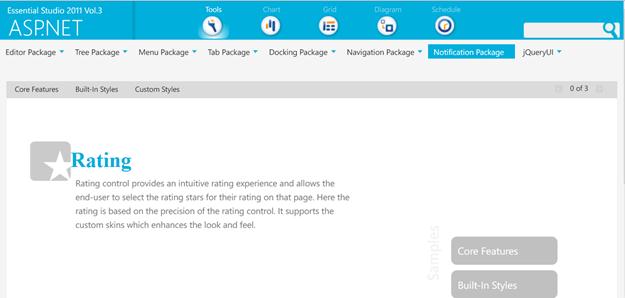 Essential Studio 2011 Vol.3
ASP.NET
Tools
Chart
Grid
Diagram
Schedule
Editor Package
Tree Package
Menu Package
Tab Package
Docking Package
Navigation Package
Notification Package
jQueryUI
Core Features
Built-In Styles
Custom Styles
0 of 3
Rating
Rating control provides an intuitive rating experience and allows the
end-user to select the rating stars for their rating on that page. Here the
rating is based on the precision of the rating control. It supports the
custom skins which enhances the look and feel.
Samples
Core Features
Built-In Styles